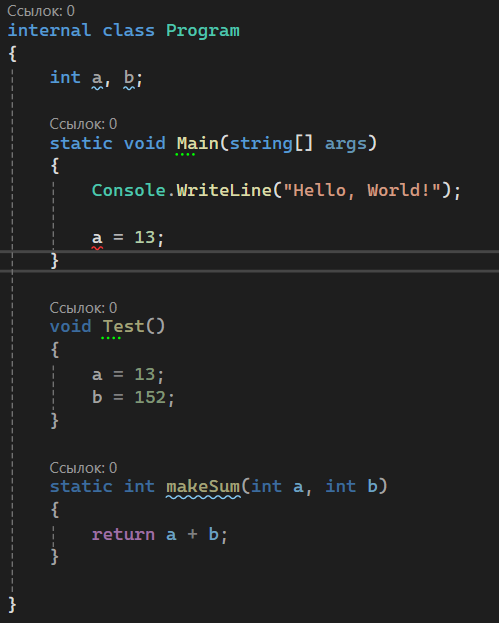 Ссылок: 0
internal class Program
{
int a, b;
Ссылок: 0
static void Main(string[] args)
{
Console.WriteLine("Hello, World!");
a = 13;
}
Ссылок: 0
void Test()
{
a = 13;
b = 152;
}
Ссылок: 0
static int makeSum(int a, int b)
{
return a + b;
}
}